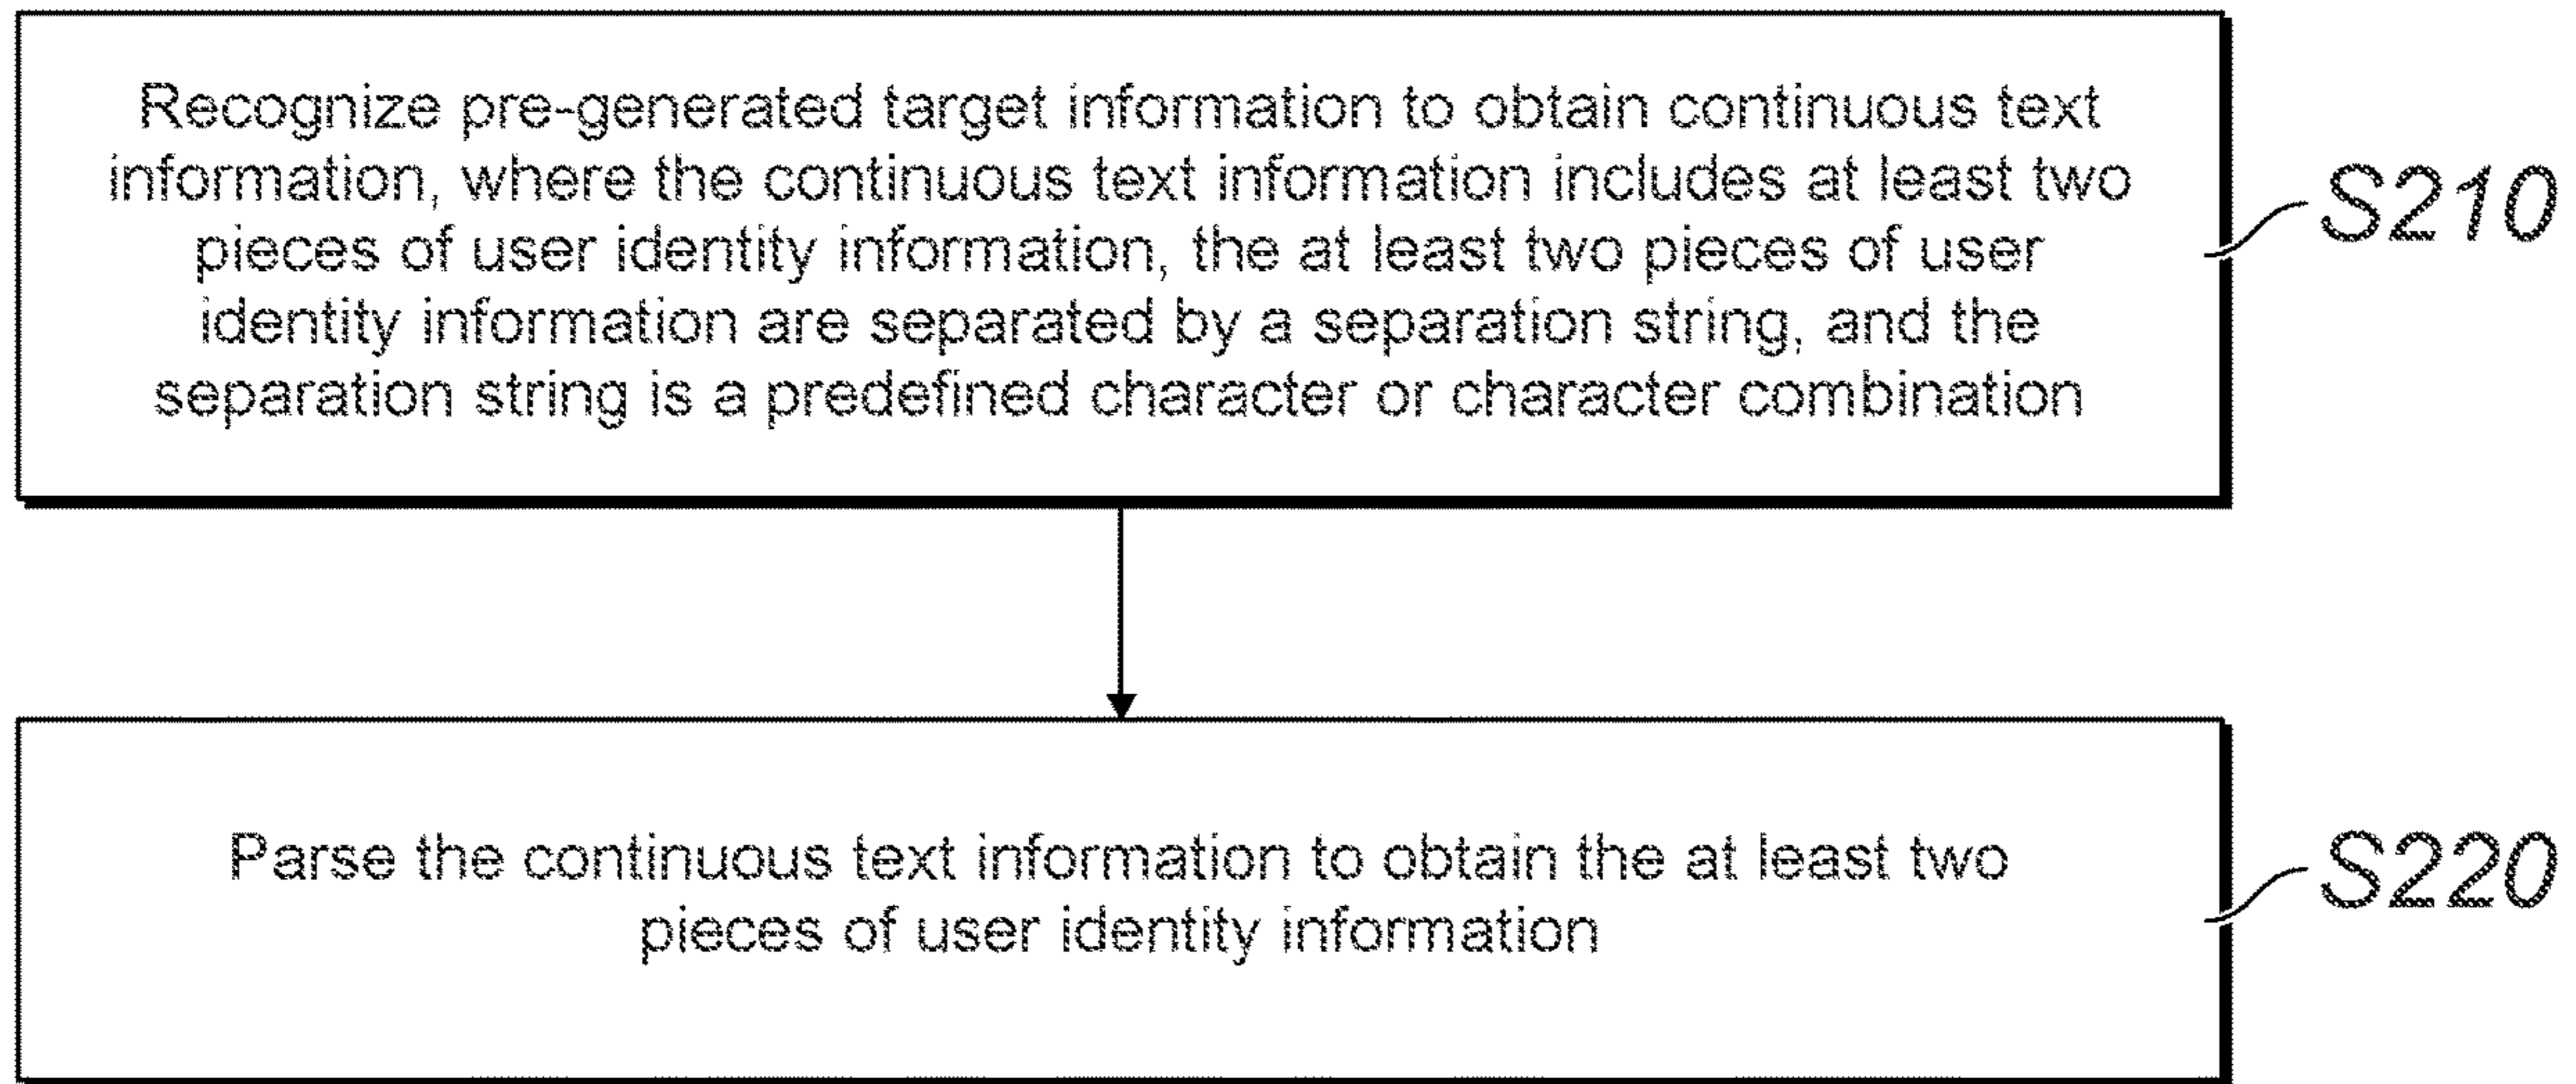 Recognize pre-generated target information to obtain continuous text
information, where the continuous text information includes at least two
pieces of user identity information, the at least two pieces of user
identity information are separated by a separation string, and the
separation string is a predefined character or character combination
S210
Parse the continuous text information to obtain the at least two
pieces of user identity information
S220